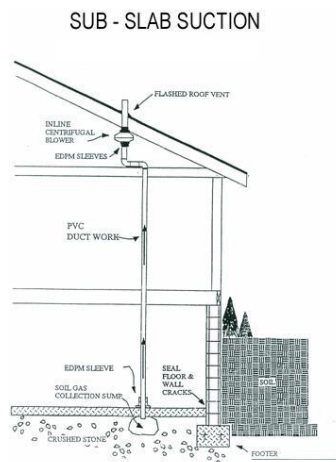 SUB - SLAB SUCTION
FLASHED ROOF VENT
INLINE
CENTRIFUGAL
BLOWER
EDPM SLEEVES
PVC
DUCT WORK
EDPM SLEEVE
SOIL GAS
COLLECTION SUMP
SEAL
FLOOR &
WALL
CRACKS
SOIL
CRUSHED STONE
FOOTER